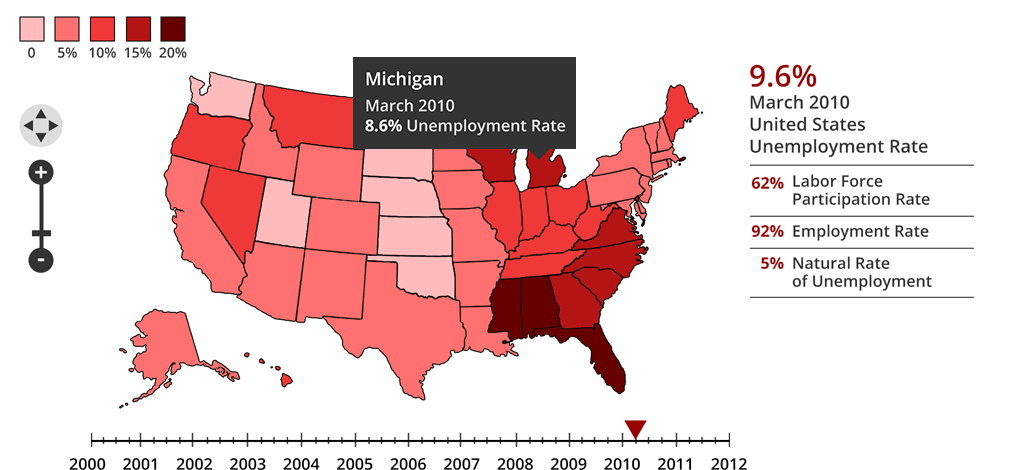 0 5% 10% 15% 20%
Michigan
March 2010
8.6% Unemployment Rate
+
-
9.6%
March 2010
United States
Unemployment Rate
62% Labor Force
Participation Rate
92% Employment Rate
5% Natural Rate
of Unemployment
2000 2001 2002 2003 2004 2005 2006 2007 2008 2009 2010 2011 2012